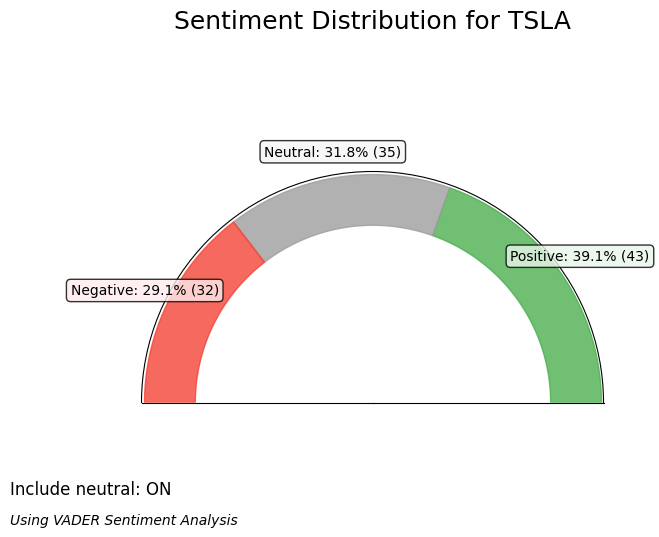 Sentiment Distribution for TSLA
Neutral: 31.8% (35)
Positive: 39.1% (43)
Negative: 29.1% (32)
Include neutral: ON
Using VADER Sentiment Analysis